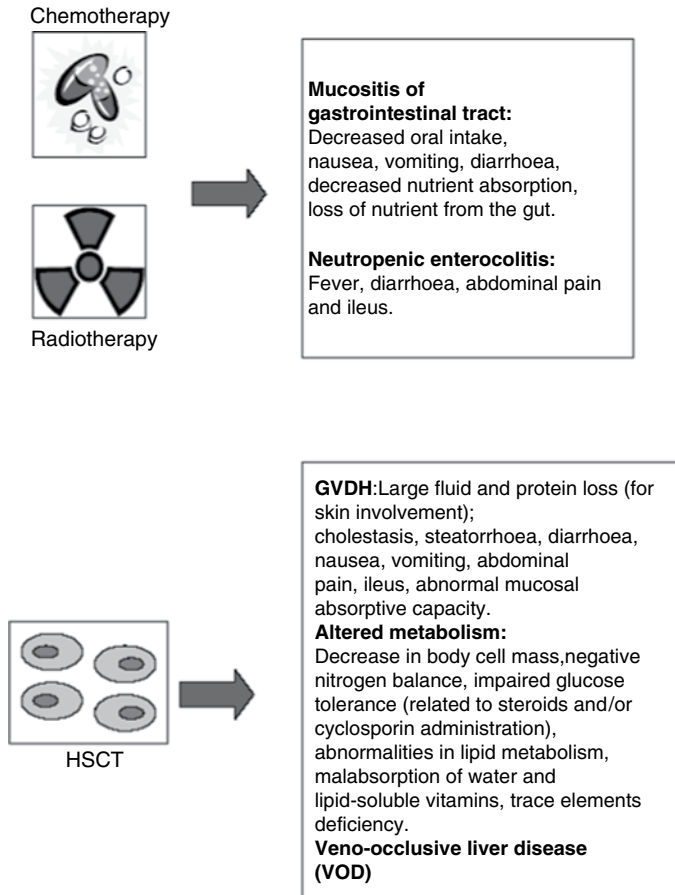 Chemotherapy
Mucositis of
gastrointestinal tract:
Decreased oral intake,
nausea, vomiting, diarrhoea,
decreased nutrient absorption,
loss of nutrient from the gut.
Neutropenic enterocolitis:
Fever, diarrhoea, abdominal pain
and ileus.
Radiotherapy
GVDH:Large fluid and protein loss (for
skin involvement);
cholestasis, steatorrhoea, diarrhoea,
nausea, vomiting, abdominal
pain, ileus, abnormal mucosal
absorptive capacity.
Altered metabolism:
Decrease in body cell mass,negative
nitrogen balance, impaired glucose
tolerance (related to steroids and/or
cyclosporin administration),
abnormalities in lipid metabolism,
malabsorption of water and
lipid-soluble vitamins, trace elements
deficiency.
Veno-occlusive liver disease
(VOD)
HSCT